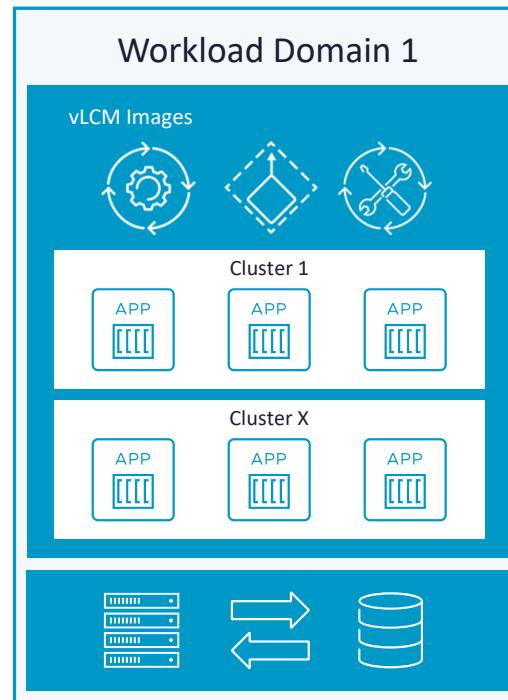 Workload Domain 1
vLCM Images
Cluster 1
APP APP APP
Cluster X
APP APP APP